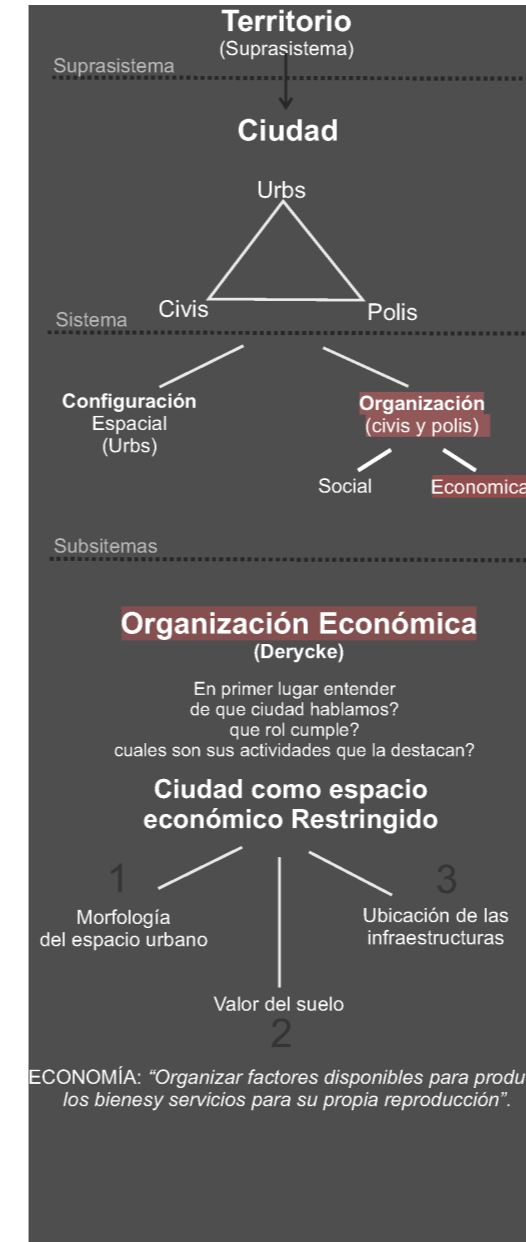 Territorio
(Suprasistema)
Suprasistema
Ciudad
Urbs
Civis
Polis
Sistema
Configuración
Espacial
(Urbs)
Organización
(civis y polis)
Social
Economica
Subsitemas
Organización Económica
(Derycke)
En primer lugar entender
de que ciudad hablamos?
que rol cumple?
cuales son sus actividades que la destacan?
Ciudad como espacio
económico Restringido
1
Morfología
del espacio urbano
3
Ubicación de las
infraestructuras
Valor del suelo
2
ECONOMÍA: “Organizar factores disponibles para produ
los bienesy servicios para su propia reproducción”.